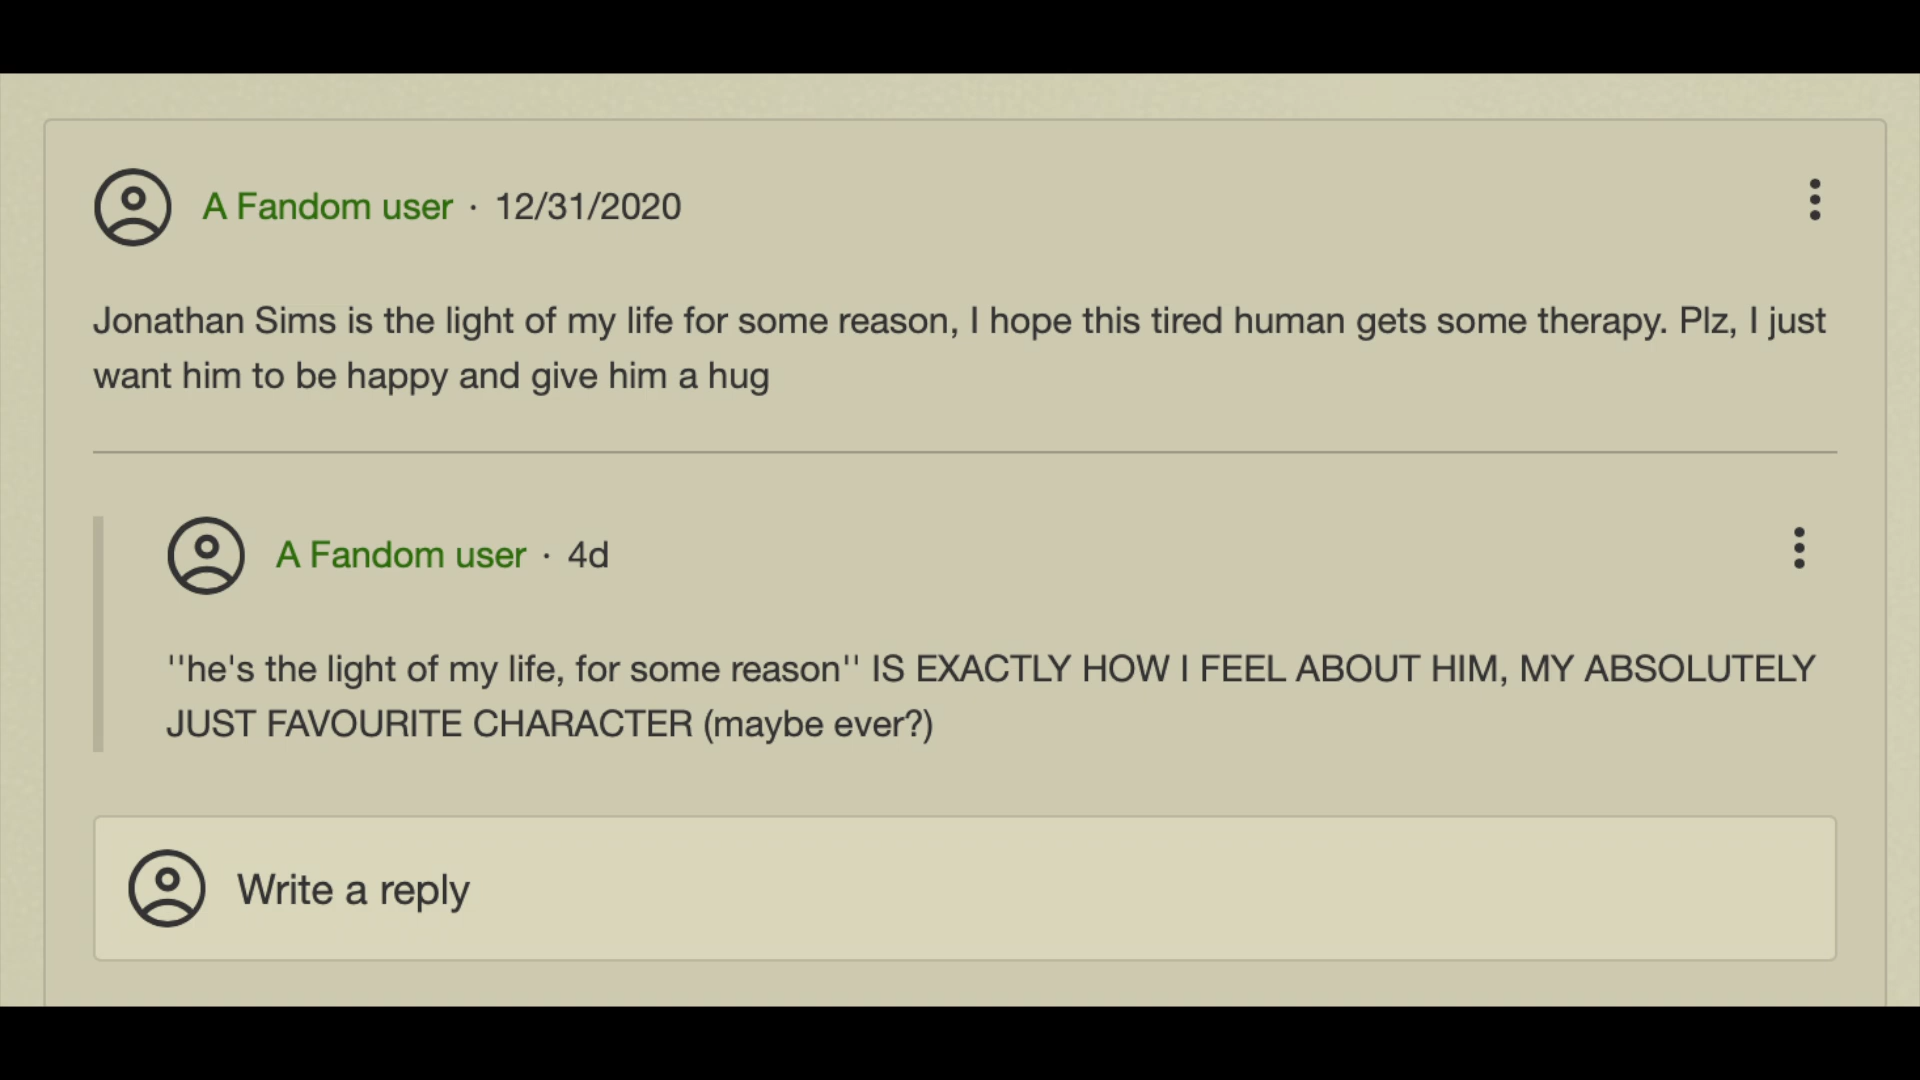 A Fandom user · 12/31/2020
Jonathan Sims is the light of my life for some reason, I hope this tired human gets some therapy. Plz, I just
want him to be happy and give him a hug
A Fandom user · 4d
''he's the light of my life, for some reason'' IS EXACTLY HOW I FEEL ABOUT HIM, MY ABSOLUTELY
JUST FAVOURITE CHARACTER (maybe ever?)
Write a reply